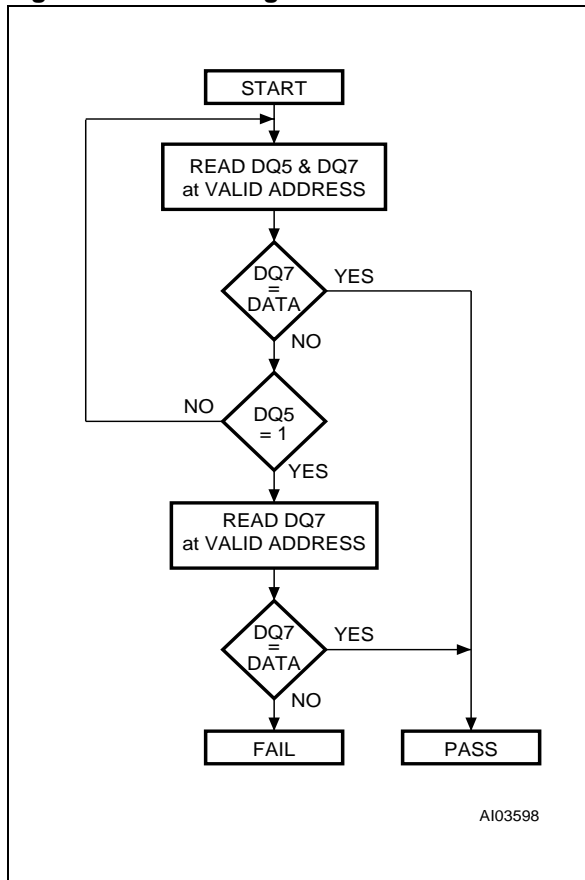 START
READ DQ5 & DQ7
at VALID ADDRESS
DQ7
=
DATA
YES
NO
NO
DQ5
= 1
YES
READ DQ7
at VALID ADDRESS
DQ7
=
DATA
YES
NO
FAIL
PASS
AI03598